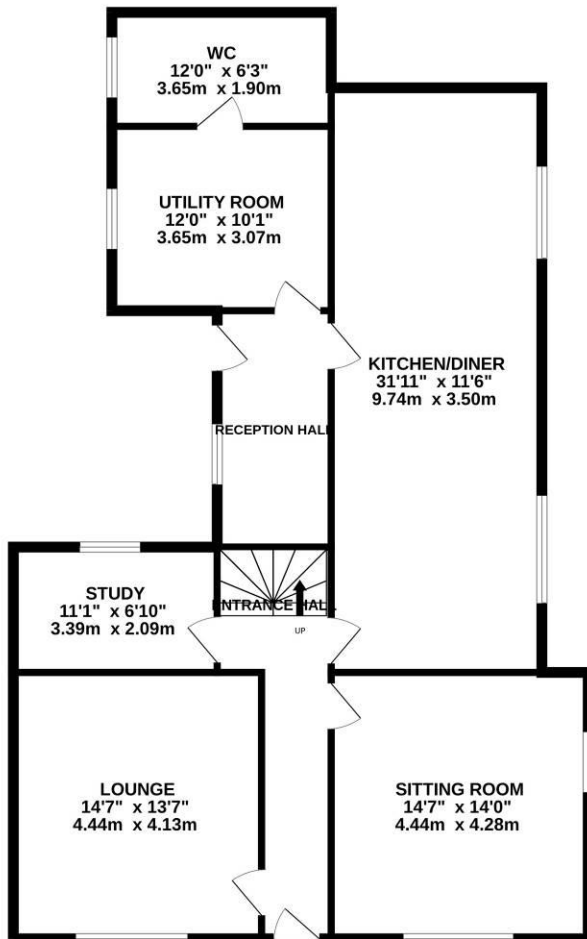 WC
12'0" x 6'3"
3.65m x 1.90m
UTILITY ROOM
12'0" x 10'1"
3.65m x 3.07m
KITCHEN/DINER
31'11" x 11'6"
9.74m x 3.50m
RECEPTION HALL
STUDY
11'1" x 6'10"
3.39m x 2.09m
ENTRANCE HALL
UP
LOUNGE
14'7" x 13'7"
4.44m x 4.13m
SITTING ROOM
14'7" x 14'0"
4.44m x 4.28m